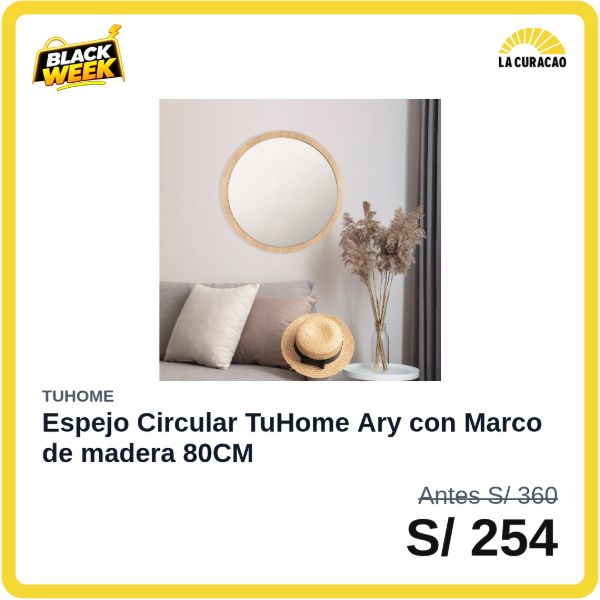 BLACK
WEEK
LA CURACAO
TUHOME
Espejo Circular TuHome Ary con Marco
de madera 80CM
Antes S/ 360
S/ 254